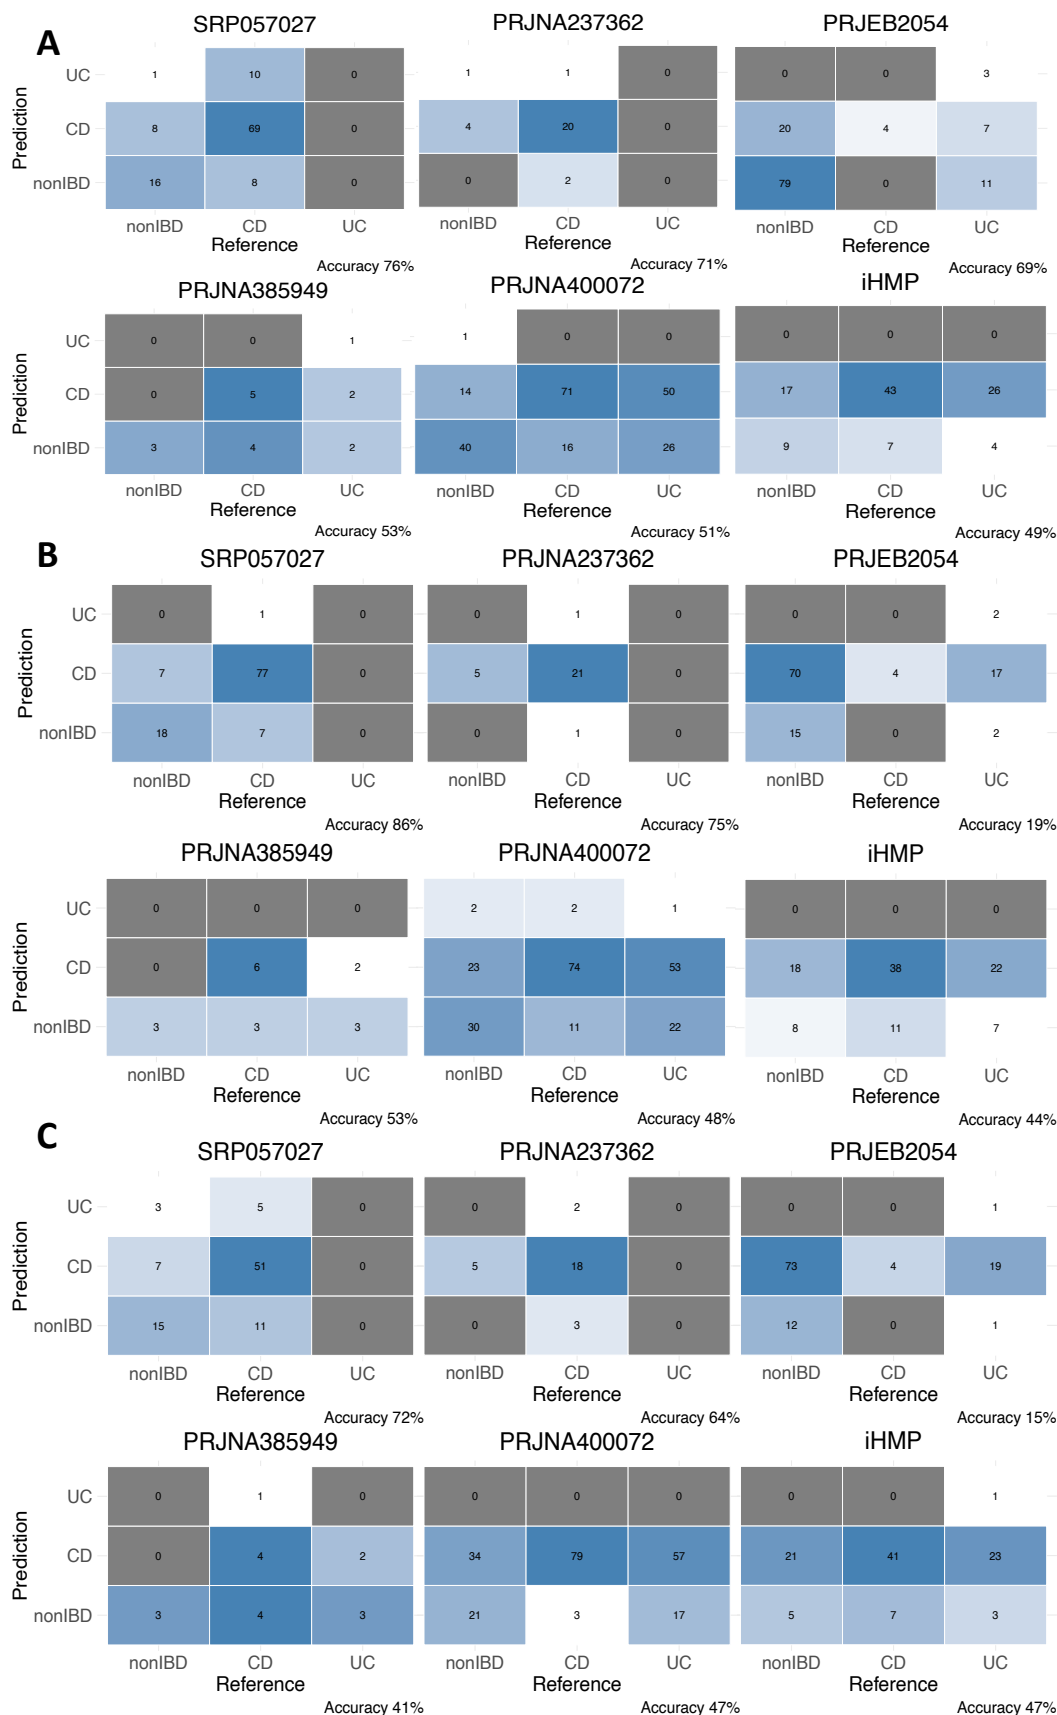 A
SRP057027 PRJNA237362 PRJEB2054
Prediction
UC 1 10 0 1 1 0 0 0 3
CD 8 69 0 4 20 0 20 4 7
nonIBD 16 8 0 0 2 0 79 0 11
nonIBD CD UC nonIBD CD UC nonIBD CD UC
Reference Reference Reference
Accuracy 76% Accuracy 71% Accuracy 69%
PRJNA385949 PRJNA400072 iHMP
Prediction
UC 0 0 1 1 0 0 0 0 0
CD 0 5 2 14 71 50 17 43 26
nonIBD 3 4 2 40 16 26 9 7 4
nonIBD CD UC nonIBD CD UC nonIBD CD UC
Reference Reference Reference
Accuracy 53% Accuracy 51% Accuracy 49%
B
SRP057027 PRJNA237362 PRJEB2054
Prediction
UC 0 1 0 0 1 0 0 0 2
CD 7 77 0 5 21 0 70 4 17
nonIBD 18 7 0 0 1 0 15 0 2
nonIBD CD UC nonIBD CD UC nonIBD CD UC
Reference Reference Reference
Accuracy 86% Accuracy 75% Accuracy 19%
PRJNA385949 PRJNA400072 iHMP
Prediction
UC 0 0 0 2 2 1 0 0 0
CD 0 6 2 23 74 53 18 38 22
nonIBD 3 3 3 30 11 22 8 11 7
nonIBD CD UC nonIBD CD UC nonIBD CD UC
Reference Reference Reference
Accuracy 53% Accuracy 48% Accuracy 44%
C
SRP057027 PRJNA237362 PRJEB2054
Prediction
UC 3 5 0 0 2 0 0 0 1
CD 7 51 0 5 18 0 73 4 19
nonIBD 15 11 0 0 3 0 12 0 1
nonIBD CD UC nonIBD CD UC nonIBD CD UC
Reference Reference Reference
Accuracy 72% Accuracy 64% Accuracy 15%
PRJNA385949 PRJNA400072 iHMP
Prediction
UC 0 1 0 0 0 0 0 0 1
CD 0 4 2 34 79 57 21 41 23
nonIBD 3 4 3 21 3 17 5 7 3
nonIBD CD UC nonIBD CD UC nonIBD CD UC
Reference Reference Reference
Accuracy 41% Accuracy 47% Accuracy 47%